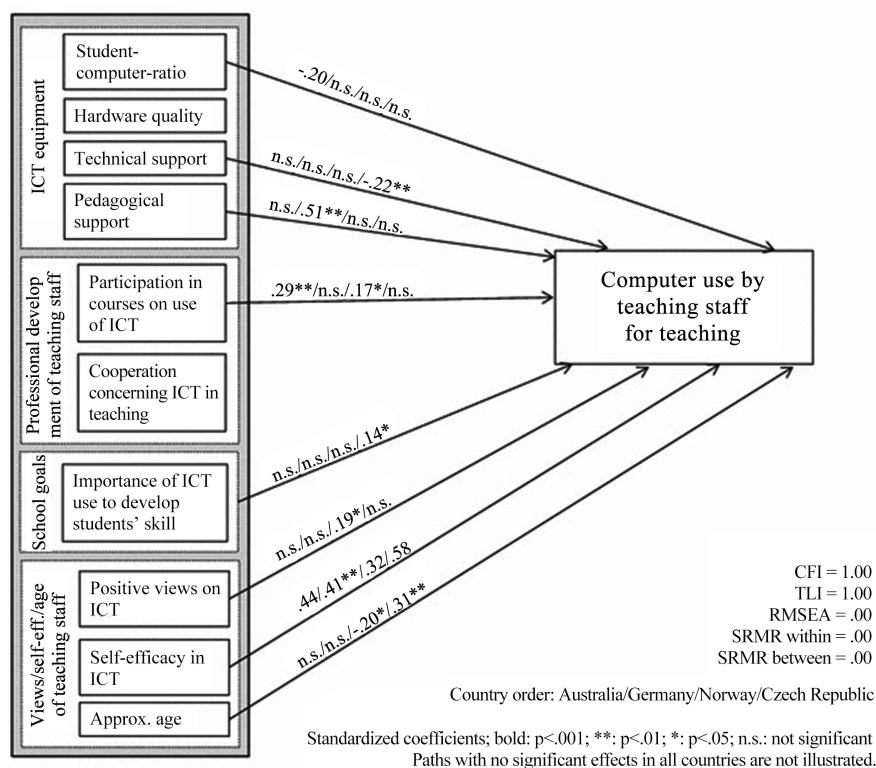 ICT equipment
Student-
computer-ratio
Hardware quality
Technical support
Pedagogical
support
Professional develop
ment of teaching staff
Participation in
courses on use
of ICT
Cooperation
concerning ICT in
teaching
School goals
Importance of ICT
use to develop
students’ skill
Views/self-eff./age
of teaching staff
Positive views on
ICT
Self-efficacy in
ICT
Approx. age
-.20/n.s./n.s./n.s.
n.s./n.s./n.s./-.22**
n.s./.51**/n.s./n.s.
.29**/n.s./.17*/n.s.
n.s./n.s./n.s./.14*
n.s./n.s./.19*/n.s.
.44/.41**/.32/.58
n.s./n.s./-.20*/.31**
Computer use by
teaching staff
for teaching
CFI = 1.00
TLI = 1.00
RMSEA = .00
SRMR within = .00
SRMR between = .00
Country order: Australia/Germany/Norway/Czech Republic
Standardized coefficients; bold: p<.001; **: p<.01; *: p<.05; n.s.: not significant
Paths with no significant effects in all countries are not illustrated.